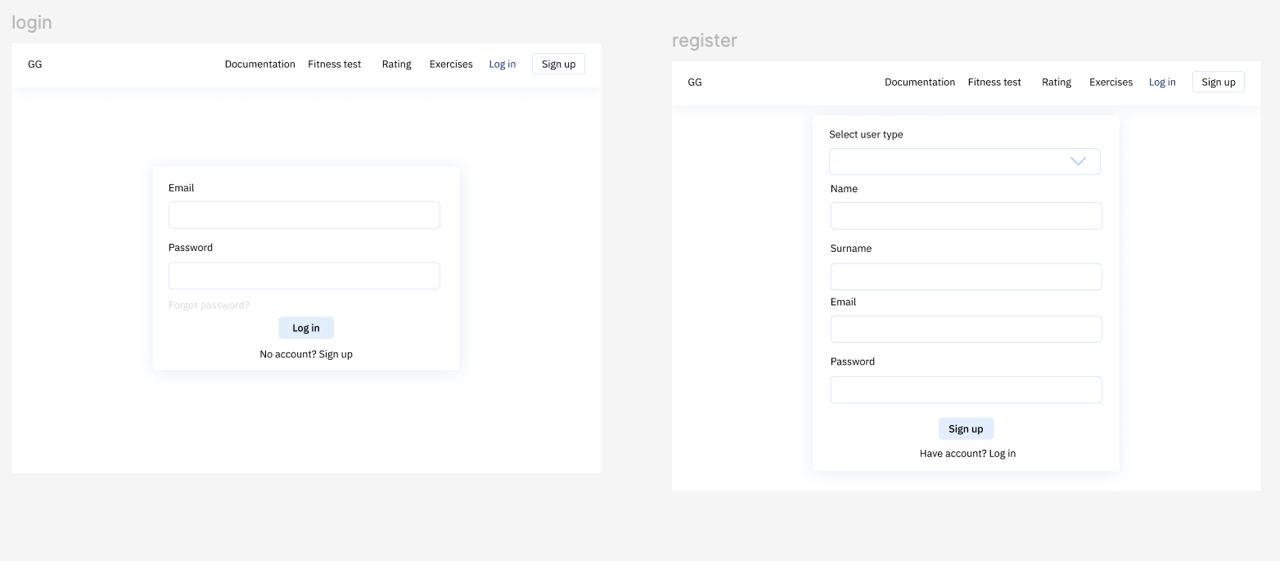 login
GG Documentation Fitness test Rating Exercises Log in Sign up
Email
Password
Forgot password?
Log in
No account? Sign up
register
GG Documentation Fitness test Rating Exercises Log in Sign up
Select user type
Name
Surname
Email
Password
Sign up
Have account? Log in